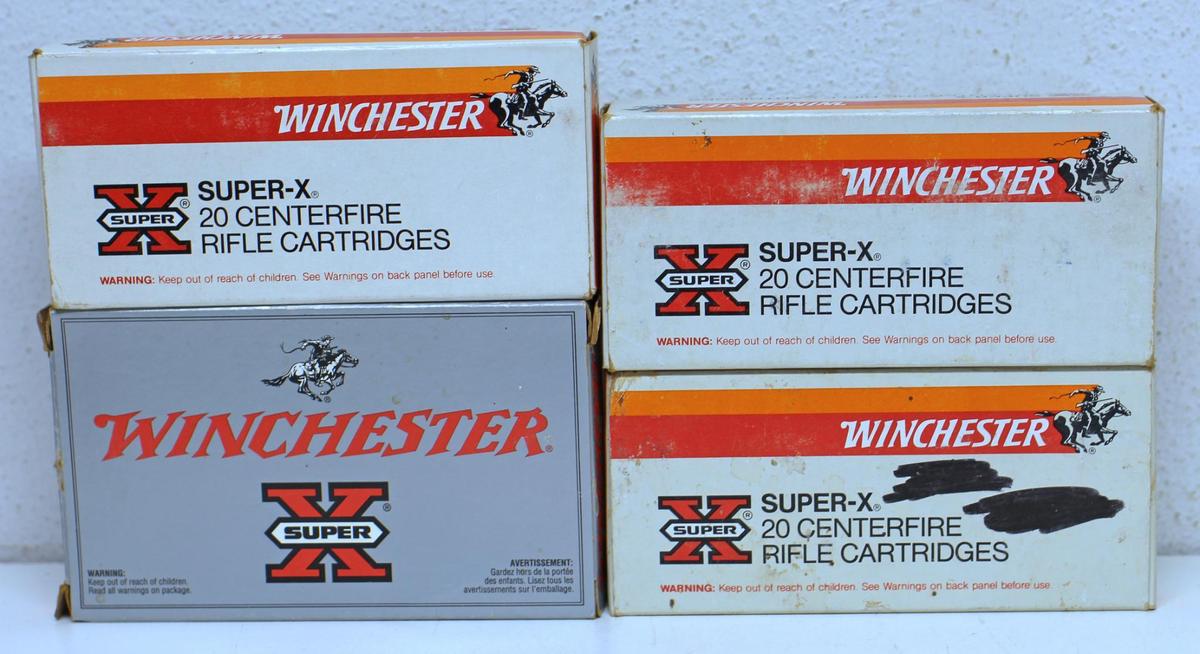 WINCHESTER
WINCHESTER®
X SUPER ®
SUPER-X®
20 CENTERFIRE
RIFLE CARTRIDGES
WARNING: Keep out of reach of children. See Warnings on back panel before use.
WINCHESTER
WINCHESTER®
X SUPER ®
SUPER-X®
20 CENTERFIRE
RIFLE CARTRIDGES
WARNING: Keep out of reach of children. See Warnings on back panel before use.
®
WINCHESTER®
X SUPER ®
WARNING:
Keep out of reach of children.
Read all warnings on package.
AVERTISSEMENT:
Gardez hors de la portée
des enfants. Lisez tous les
avertissements sur l'emballage.
WINCHESTER®
X SUPER ®
SUPER-X®
20 CENTERFIRE
RIFLE CARTRIDGES
WARNING: Keep out of reach of children. See Warnings on back panel before use.